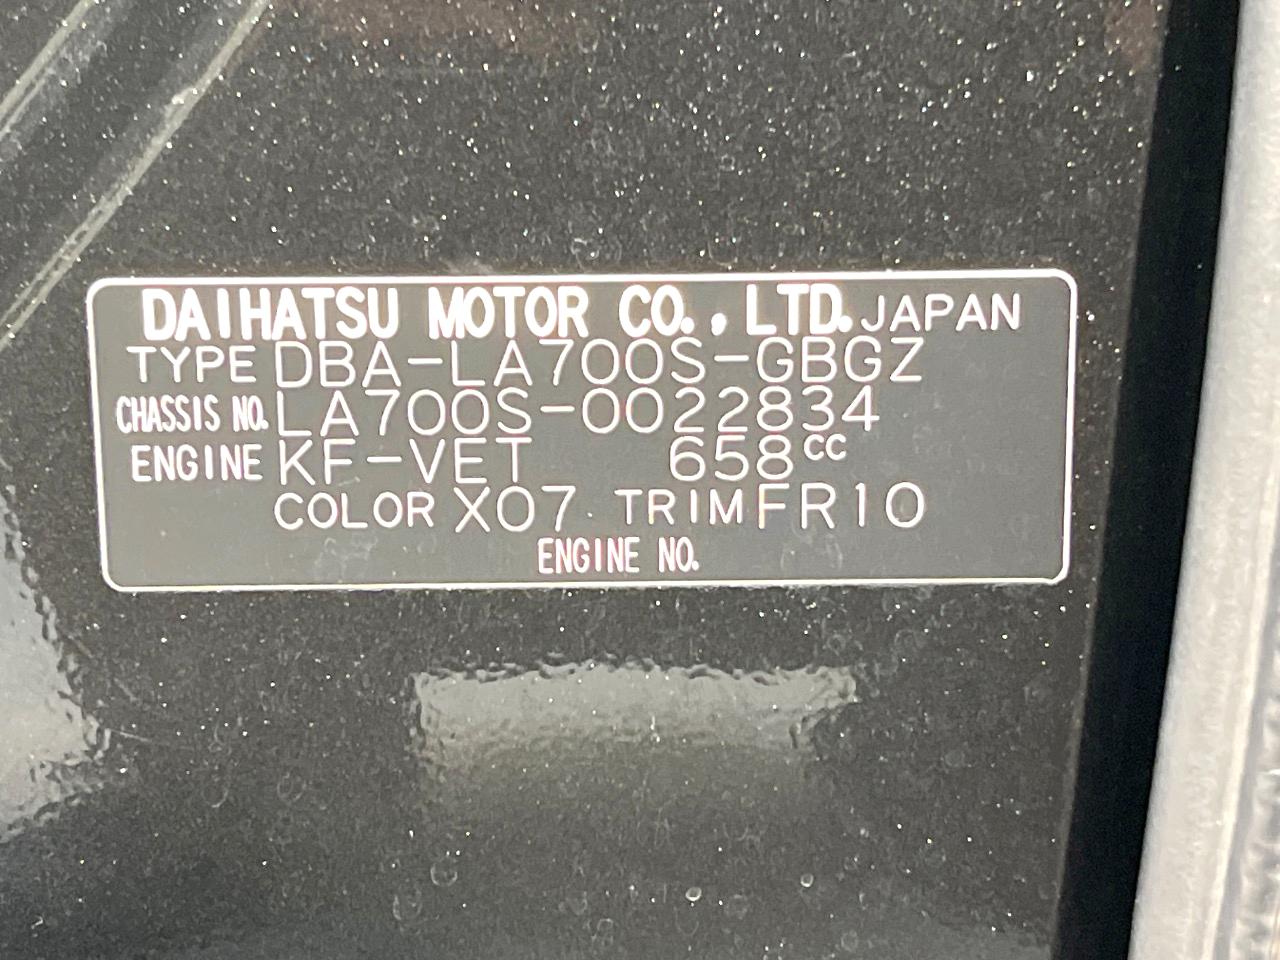 DAIHATSU MOTOR CO., LTD. JAPAN
TYPE DBA-LA700S-GBGZ
CHASSIS NO. LA700S-0022834
ENGINE KF-VET 658cc
COLOR X07 TRIM FR10
ENGINE NO.